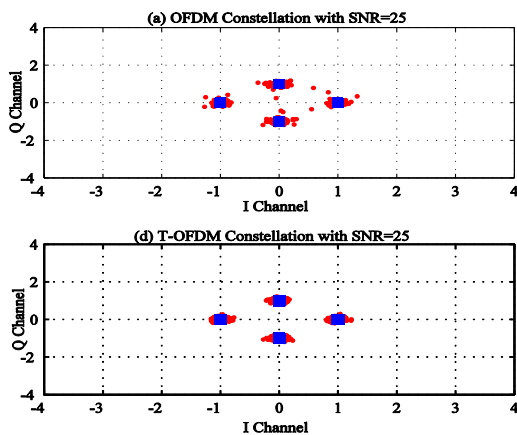 (a) OFDM Constellation with SNR=25
4
2
0
-2
-4
Q Channel
-4 -3 -2 -1 0 1 2 3 4
I Channel
(d) T-OFDM Constellation with SNR=25
4
2
0
-2
-4
Q Channel
-4 -3 -2 -1 0 1 2 3 4
I Channel